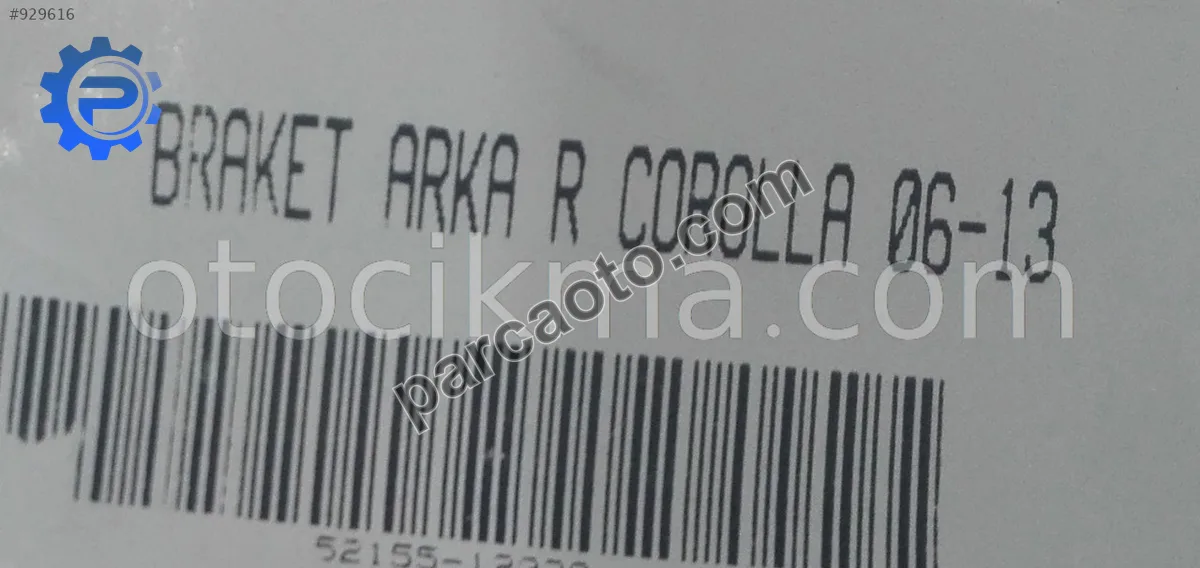 #929616
BRAKET ARKA R COROLLA 06-13
otocikma.com
parcaoto.com